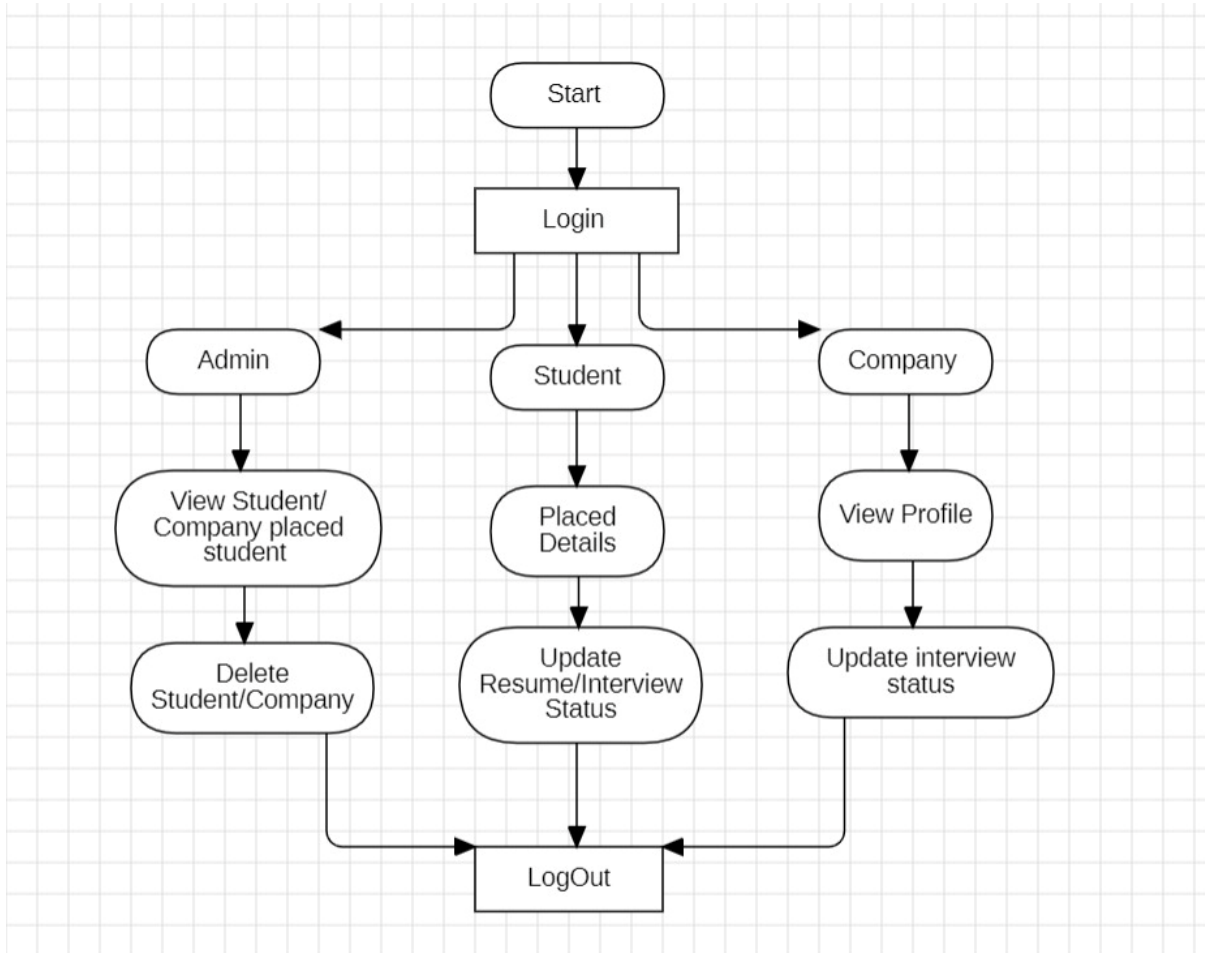 Start
Login
Admin
Student
Company
View Student/
Company placed
student
Placed
Details
View Profile
Delete
Student/Company
Update
Resume/Interview
Status
Update interview
status
LogOut